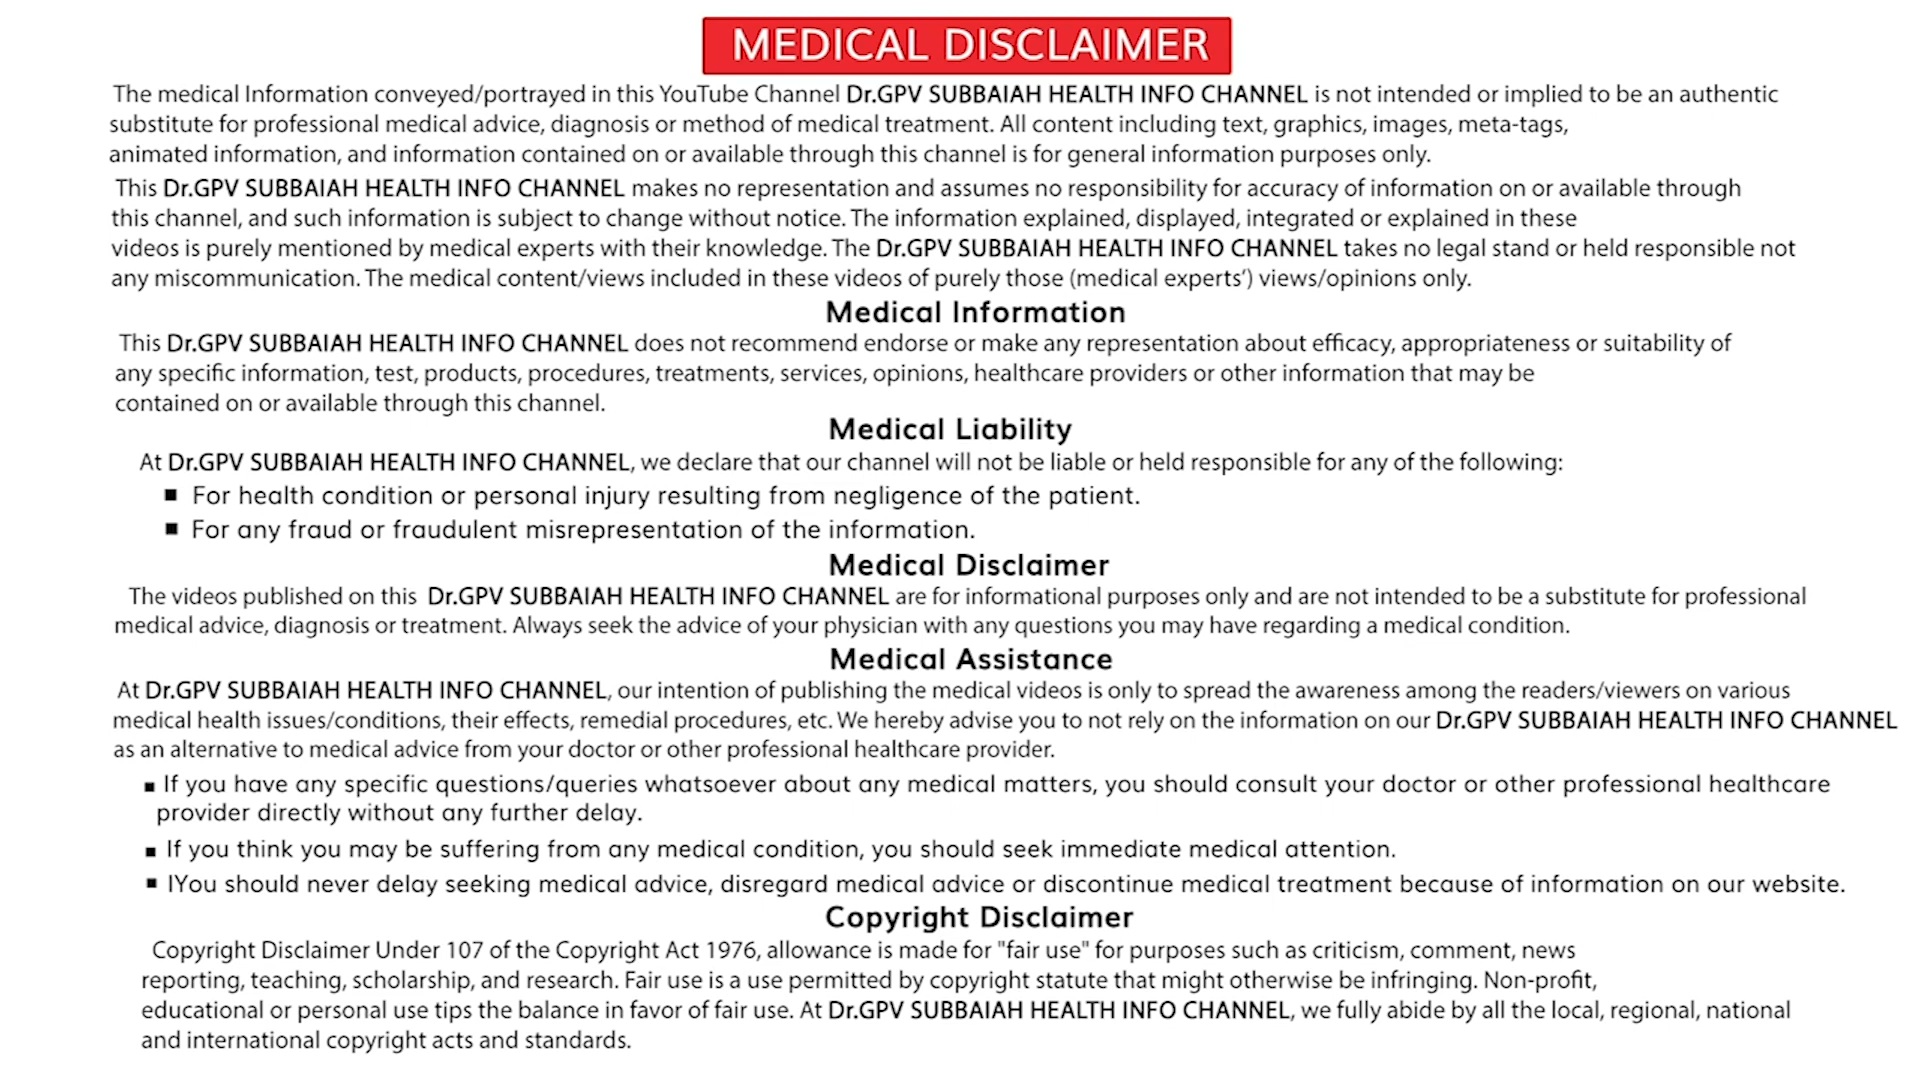 MEDICAL DISCLAIMER
The medical Information conveyed/portrayed in this YouTube Channel Dr.GPV SUBBAIAH HEALTH INFO CHANNEL is not intended or implied to be an authentic
substitute for professional medical advice, diagnosis or method of medical treatment. All content including text, graphics, images, meta-tags,
animated information, and information contained on or available through this channel is for general information purposes only.
This Dr.GPV SUBBAIAH HEALTH INFO CHANNEL makes no representation and assumes no responsibility for accuracy of information on or available through
this channel, and such information is subject to change without notice. The information explained, displayed, integrated or explained in these
videos is purely mentioned by medical experts with their knowledge. The Dr.GPV SUBBAIAH HEALTH INFO CHANNEL takes no legal stand or held responsible not
any miscommunication. The medical content/views included in these videos of purely those (medical experts’) views/opinions only.
Medical Information
This Dr.GPV SUBBAIAH HEALTH INFO CHANNEL does not recommend endorse or make any representation about efficacy, appropriateness or suitability of
any specific information, test, products, procedures, treatments, services, opinions, healthcare providers or other information that may be
contained on or available through this channel.
Medical Liability
At Dr.GPV SUBBAIAH HEALTH INFO CHANNEL, we declare that our channel will not be liable or held responsible for any of the following:
▪ For health condition or personal injury resulting from negligence of the patient.
▪ For any fraud or fraudulent misrepresentation of the information.
Medical Disclaimer
The videos published on this Dr.GPV SUBBAIAH HEALTH INFO CHANNEL are for informational purposes only and are not intended to be a substitute for professional
medical advice, diagnosis or treatment. Always seek the advice of your physician with any questions you may have regarding a medical condition.
Medical Assistance
At Dr.GPV SUBBAIAH HEALTH INFO CHANNEL, our intention of publishing the medical videos is only to spread the awareness among the readers/viewers on various
medical health issues/conditions, their effects, remedial procedures, etc. We hereby advise you to not rely on the information on our Dr.GPV SUBBAIAH HEALTH INFO CHANNEL
as an alternative to medical advice from your doctor or other professional healthcare provider.
▪ If you have any specific questions/queries whatsoever about any medical matters, you should consult your doctor or other professional healthcare
provider directly without any further delay.
▪ If you think you may be suffering from any medical condition, you should seek immediate medical attention.
▪ IYou should never delay seeking medical advice, disregard medical advice or discontinue medical treatment because of information on our website.
Copyright Disclaimer
Copyright Disclaimer Under 107 of the Copyright Act 1976, allowance is made for "fair use" for purposes such as criticism, comment, news
reporting, teaching, scholarship, and research. Fair use is a use permitted by copyright statute that might otherwise be infringing. Non-profit,
educational or personal use tips the balance in favor of fair use. At Dr.GPV SUBBAIAH HEALTH INFO CHANNEL, we fully abide by all the local, regional, national
and international copyright acts and standards.